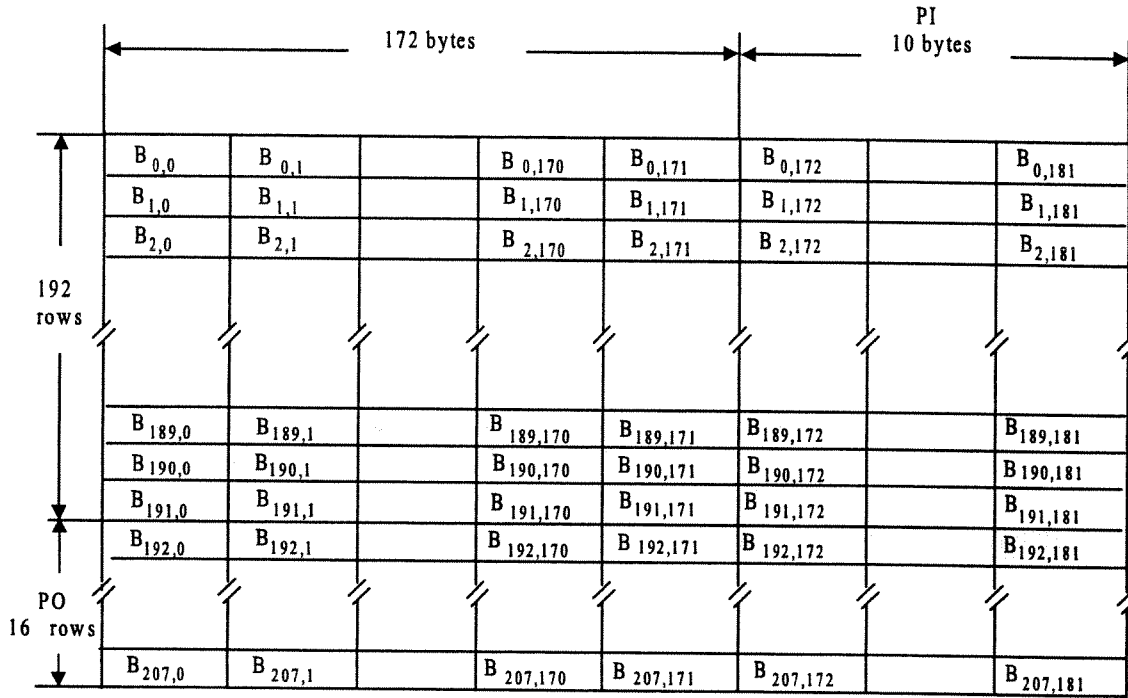 PI
172 bytes 10 bytes
B0,0 B0,1 B0,170 B0,171 B0,172 B0,181
B1,0 B1,1 B1,170 B1,171 B1,172 B1,181
B2,0 B2,1 B2,170 B2,171 B2,172 B2,181
192
rows
B189,0 B189,1 B189,170 B189,171 B189,172 B189,181
B190,0 B190,1 B190,170 B190,171 B190,172 B190,181
B191,0 B191,1 B191,170 B191,171 B191,172 B191,181
B192,0 B192,1 B192,170 B192,171 B192,172 B192,181
PO
16 rows
B207,0 B207,1 B207,170 B207,171 B207,172 B207,181